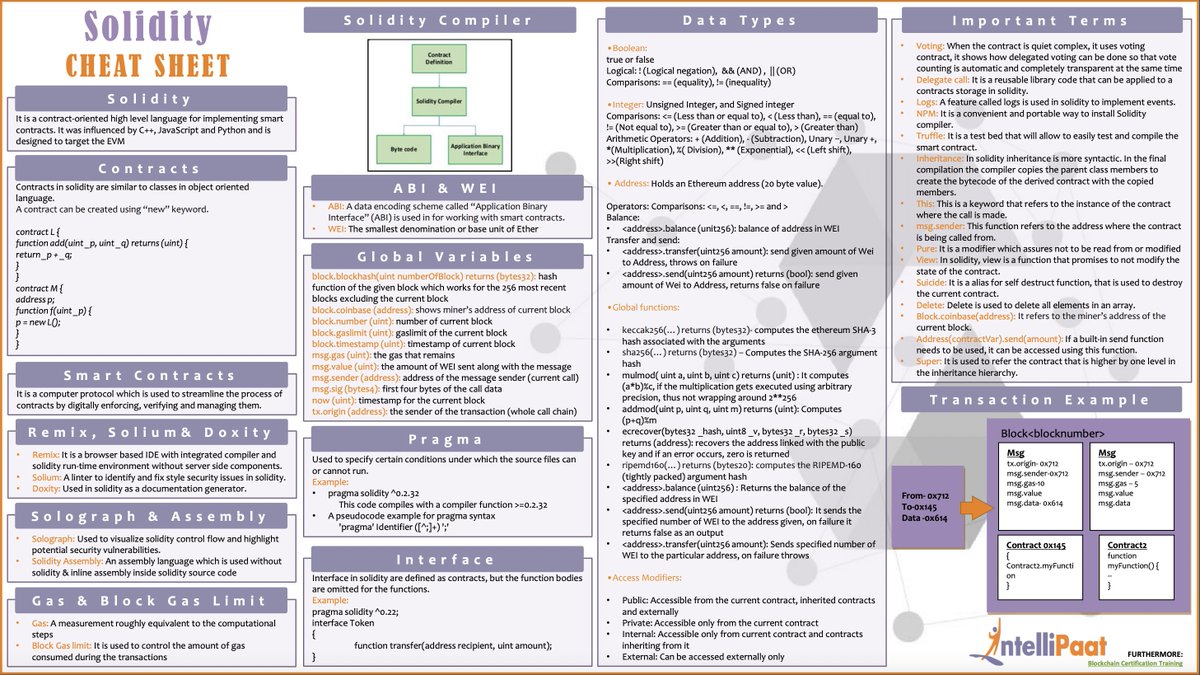 Solidity
CHEAT SHEET
Solidity
It is a contract-oriented high level language for implementing smart
contracts. It was influenced by C++, JavaScript and Python and is
designed to target the EVM
Contracts
Contracts in solidity are similar to classes in object oriented
language.
A contract can be created using “new” keyword.
contract L {
function add(uint _p, uint _q) returns (uint) {
return _p + _q;
}
}
contract M {
address p;
function f(uint _p) {
p = new L();
}
}
Smart Contracts
It is a computer protocol which is used to streamline the process of
contracts by digitally enforcing, verifying and managing them.
Remix, Solium& Doxity
• Remix: It is a browser based IDE with integrated compiler and
solidity run-time environment without server side components.
• Solium: A linter to identify and fix style security issues in solidity.
• Doxity: Used in solidity as a documentation generator.
Solograph & Assembly
• Solograph: Used to visualize solidity control flow and highlight
potential security vulnerabilities.
• Solidity Assembly: An assembly language which is used without
solidity & inline assembly inside solidity source code
Gas & Block Gas Limit
• Gas: A measurement roughly equivalent to the computational
steps
• Block Gas limit: It is used to control the amount of gas
consumed during the transactions
Solidity Compiler
Contract
Definition
Solidity Compiler
Byte code
Application Binary
Interface
ABI & WEI
• ABI: A data encoding scheme called “Application Binary
Interface” (ABI) is used in for working with smart contracts.
• WEI: The smallest denomination or base unit of Ether
Global Variables
block.blockhash(uint numberOfBlock) returns (bytes32): hash
function of the given block which works for the 256 most recent
blocks excluding the current block
block.coinbase (address): shows miner’s address of current block
block.number (uint): number of current block
block.gaslimit (uint): gaslimit of the current block
block.timestamp (uint): timestamp of current block
msg.gas (uint): the gas that remains
msg.value (uint): the amount of WEI sent along with the message
msg.sender (address): address of the message sender (current call)
msg.sig (bytes4): first four bytes of the call data
now (uint): timestamp for the current block
tx.origin (address): the sender of the transaction (whole call chain)
Pragma
Used to specify certain conditions under which the source files can
or cannot run.
Example:
• pragma solidity ^0.2.32
This code compiles with a compiler function >=0.2.32
• A pseudocode example for pragma syntax
'pragma' Identifier ([^;]+) ';'
Interface
Interface in solidity are defined as contracts, but the function bodies
are omitted for the functions.
Example:
pragma solidity ^0.22;
interface Token
{
function transfer(address recipient, uint amount);
}
Data Types
•Boolean:
true or false
Logical: ! (Logical negation), && (AND) , || (OR)
Comparisons: == (equality), != (inequality)
•Integer: Unsigned Integer, and Signed integer
Comparisons: <= (Less than or equal to), < (Less than), == (equal to),
!= (Not equal to), >= (Greater than or equal to), > (Greater than)
Arithmetic Operators: + (Addition), - (Subtraction), Unary –, Unary +,
*(Multiplication), %( Division), ** (Exponential), << (Left shift),
>>(Right shift)
• Address: Holds an Ethereum address (20 byte value).
Operators: Comparisons: <=, <, ==, !=, >= and >
Balance:
• <address>.balance (unit256): balance of address in WEI
Transfer and send:
• <address>.transfer(uint256 amount): send given amount of Wei
to Address, throws on failure
• <address>.send(uint256 amount) returns (bool): send given
amount of Wei to Address, returns false on failure
•Global functions:
• keccak256(…) returns (bytes32)- computes the ethereum SHA-3
hash associated with the arguments
• sha256(…) returns (bytes32) – Computes the SHA-256 argument
hash
• mulmod( uint a, uint b, uint c) returns (unit) : It computes
(a*b)%c, if the multiplication gets executed using arbitrary
precision, thus not wrapping around 2**256
• addmod(uint p, uint q, uint m) returns (uint): Computes
(p+q)%m
• ecrecover(bytes32 _hash, uint8 _v, bytes32 _r, bytes32 _s)
returns (address): recovers the address linked with the public
key and if an error occurs, zero is returned
• ripemd160(…) returns (bytes20): computes the RIPEMD-160
(tightly packed) argument hash
• <address>.balance (uint256) : Returns the balance of the
specified address in WEI
• <address>.send(uint256 amount) returns (bool): It sends the
specified number of WEI to the address given, on failure it
returns false as an output
• <address>.transfer(uint256 amount): Sends specified number of
WEI to the particular address, on failure throws
•Access Modifiers:
• Public: Accessible from the current contract, inherited contracts
and externally
• Private: Accessible only from the current contract
• Internal: Accessible only from current contract and contracts
inheriting from it
• External: Can be accessed externally only
Important Terms
• Voting: When the contract is quiet complex, it uses voting
contract, it shows how delegated voting can be done so that vote
counting is automatic and completely transparent at the same time
• Delegate call: It is a reusable library code that can be applied to a
contracts storage in solidity.
• Logs: A feature called logs is used in solidity to implement events.
• NPM: It is a convenient and portable way to install Solidity
compiler.
• Truffle: It is a test bed that will allow to easily test and compile the
smart contract.
• Inheritance: In solidity inheritance is more syntactic. In the final
compilation the compiler copies the parent class members to
create the bytecode of the derived contract with the copied
members.
• This: This is a keyword that refers to the instance of the contract
where the call is made.
• msg.sender: This function refers to the address where the contract
is being called from.
• Pure: It is a modifier which assures not to be read from or modified
• View: In solidity, view is a function that promises to not modify the
state of the contract.
• Suicide: It is a alias for self destruct function, that is used to destroy
the current contract.
• Delete: Delete is used to delete all elements in an array.
• Block.coinbase(address): It refers to the miner’s address of the
current block.
• Address(contractVar).send(amount): If a built-in send function
needs to be used, it can be accessed using this function.
• Super: It is used to refer the contract that is higher by one level in
the inheritance hierarchy.
Transaction Example
From- 0x712
To-0x145
Data -0x614
Block<blocknumber>
Msg
tx.origin- 0x712
msg.sender-0x712
msg.gas-10
msg.value
msg.data- 0x614
Msg
tx.origin – 0x712
msg.sender – 0x712
msg.gas – 5
msg.value
msg.data
Contract 0x145
{
Contract2.myFuncti
on
}
Contract2
function
myFunction() {
--
}
IntelliPaat
FURTHERMORE:
Blockchain Certification Training